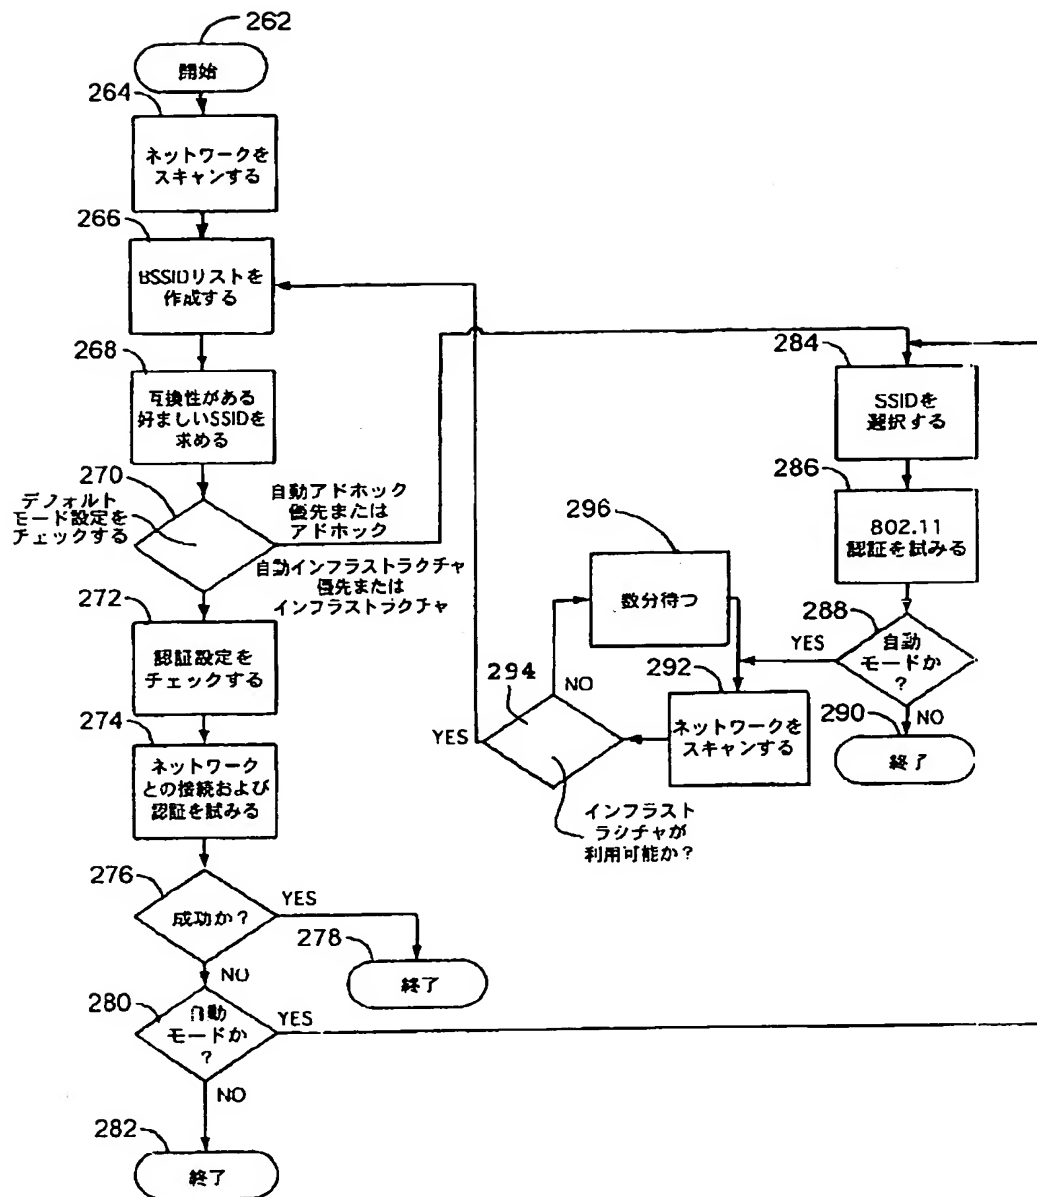 262
開始
264
ネットワークを
スキャンする
266
BSSIDリストを
作成する
268
互換性がある
好ましいSSIDを
求める
270
デフォルト
モード設定を
チェックする
自動アドホック
優先または
アドホック
自動インフラストラクチャ
優先または
インフラストラクチャ
272
認証設定を
チェックする
274
ネットワーク
との接続および
認証を試みる
276
成功か?
YES
278
終了
NO
280
自動
モードか
?
YES
NO
282
終了
284
SSIDを
選択する
286
802.11
認証を試みる
288
自動
モードか
?
YES
NO
290
終了
296
数分待つ
292
ネットワークを
スキャンする
294
NO
YES
インフラスト
ラクチャが
利用可能か?